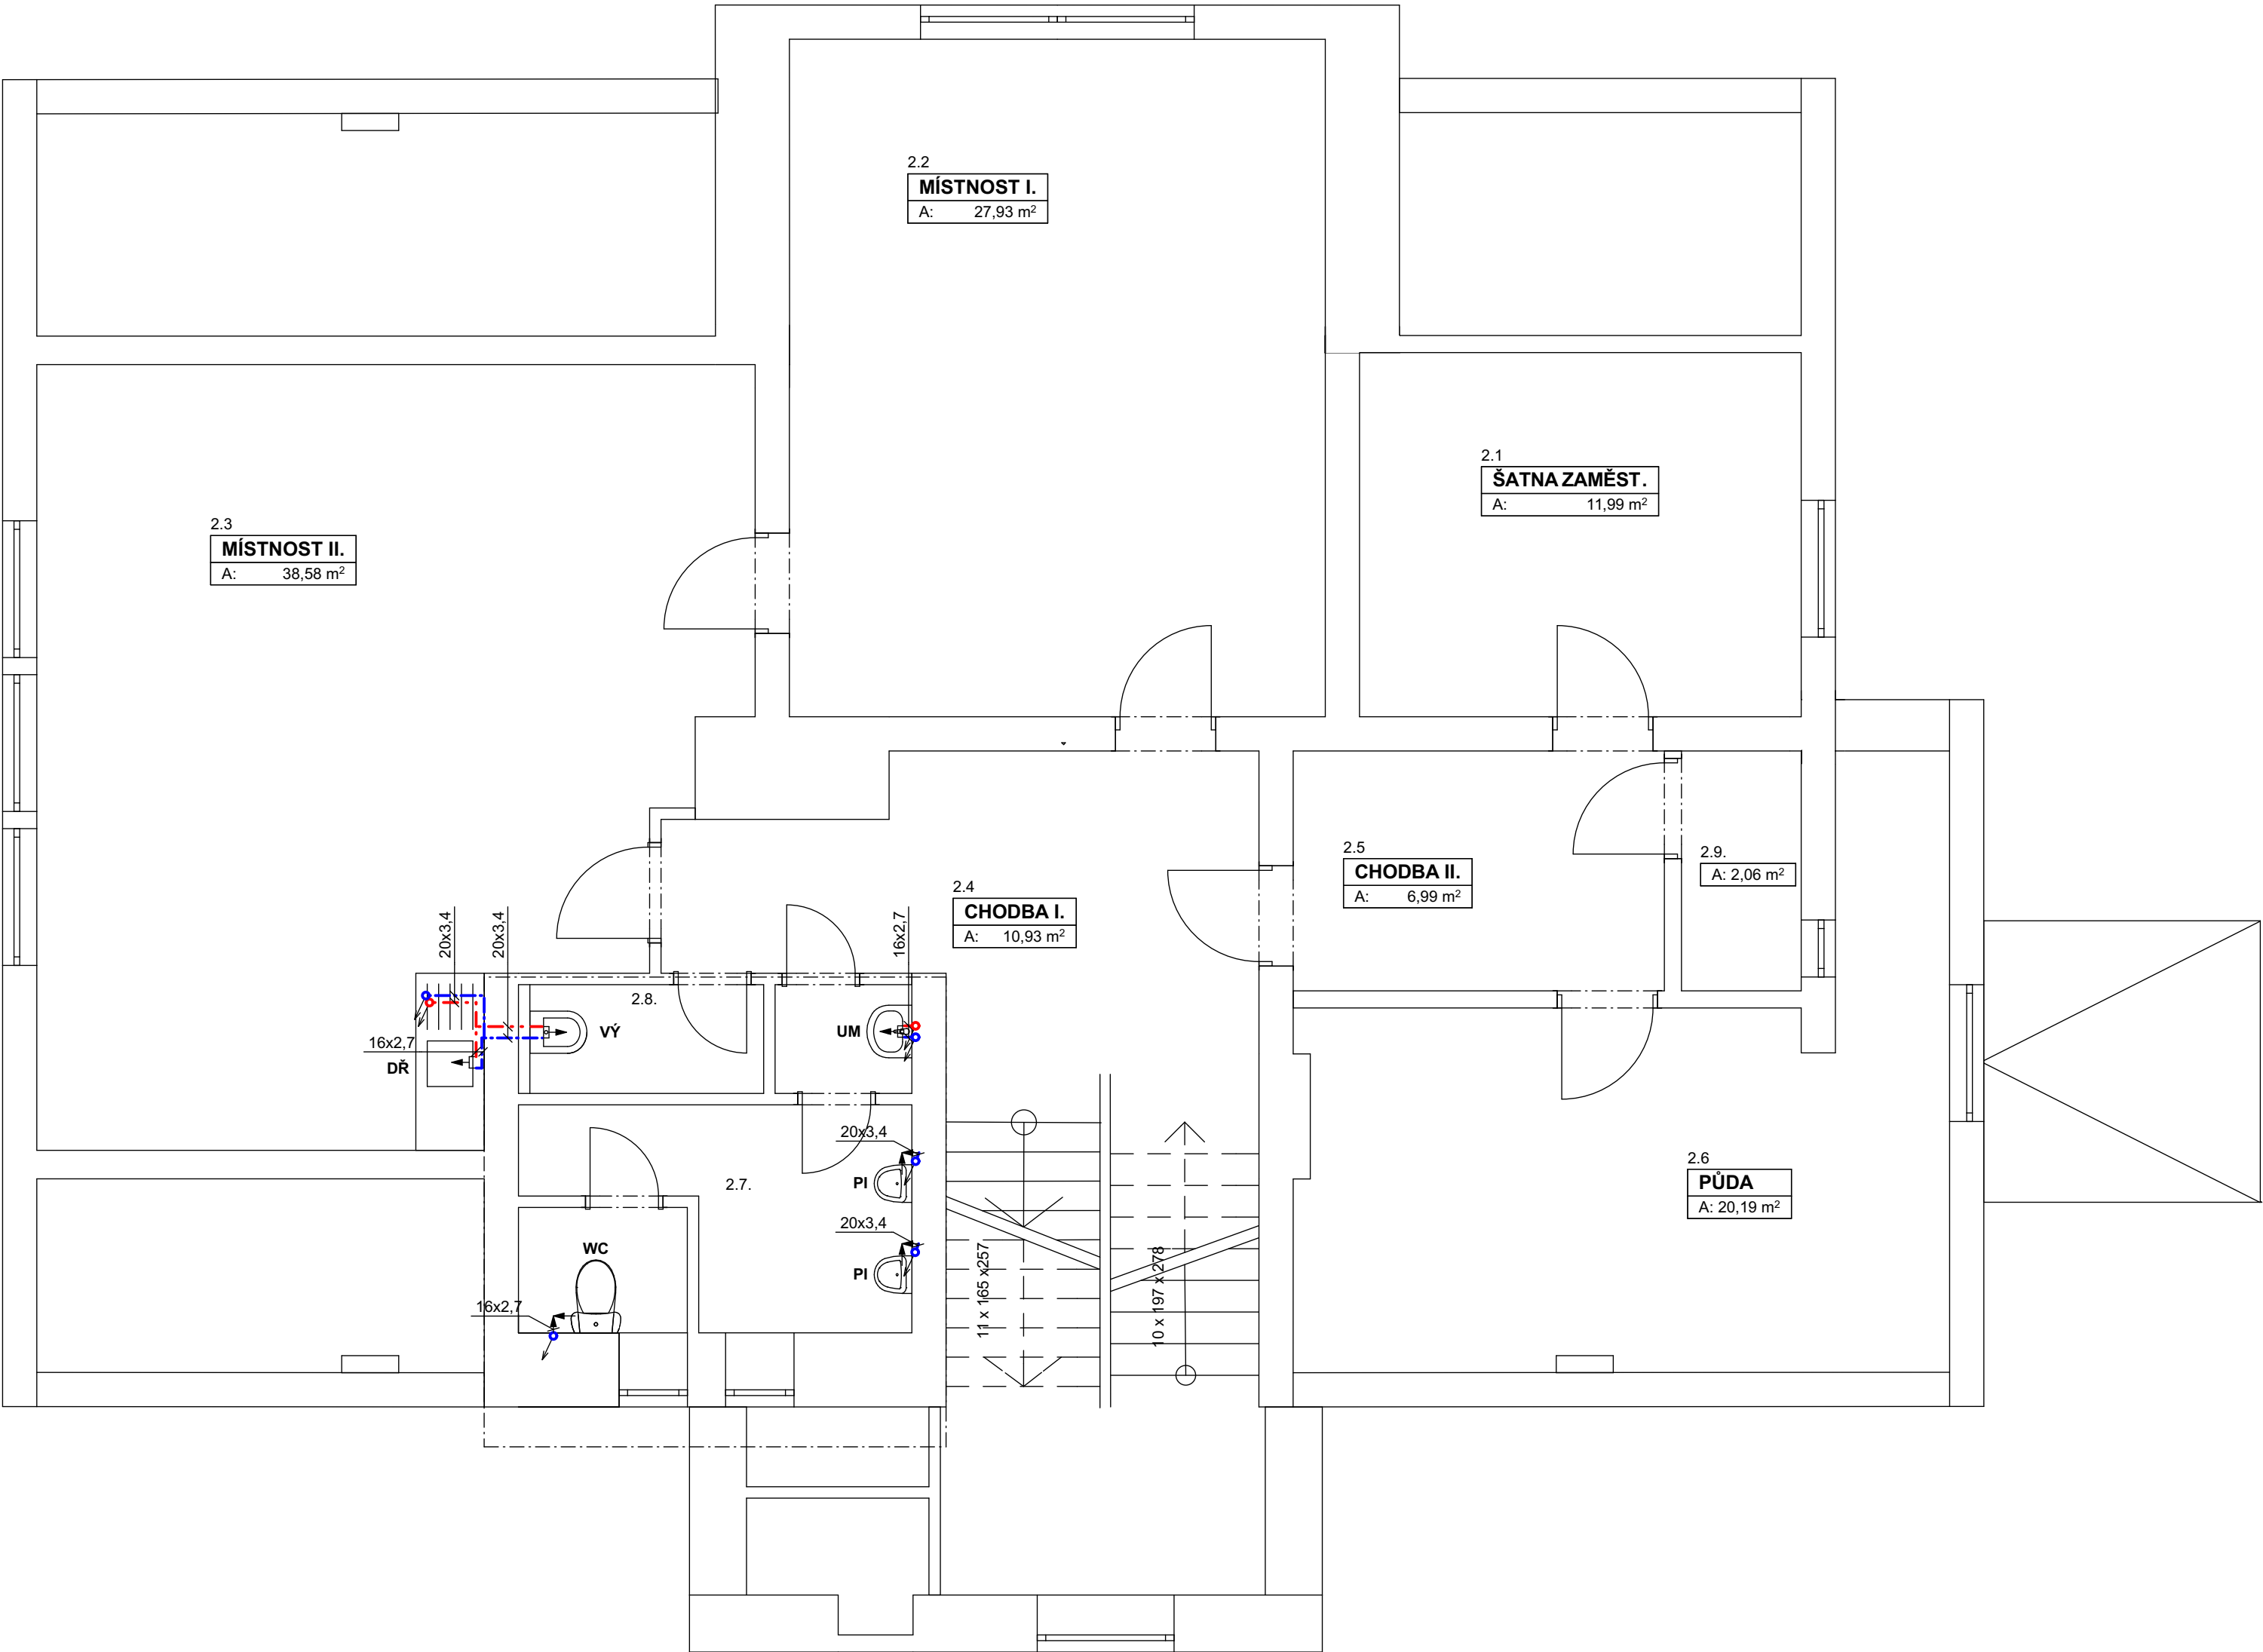 2.2
MÍSTNOST I.
A: 27,93 m²
2.1
ŠATNA ZAMĚST.
A: 11,99 m²
2.3
MÍSTNOST II.
A: 38,58 m²
2.5
CHODBA II.
A: 6,99 m²
2.9.
A: 2,06 m²
2.4
CHODBA I.
A: 10,93 m²
20x3,4
20x3,4
16x2,7
2.8.
VÝ
UM
16x2,7
DŘ
20x3,4
PI
2.7.
20x3,4
PI
WC
16x2,7
11 x 165 x257
10 x 197 x 278
2.6
PŮDA
A: 20,19 m²